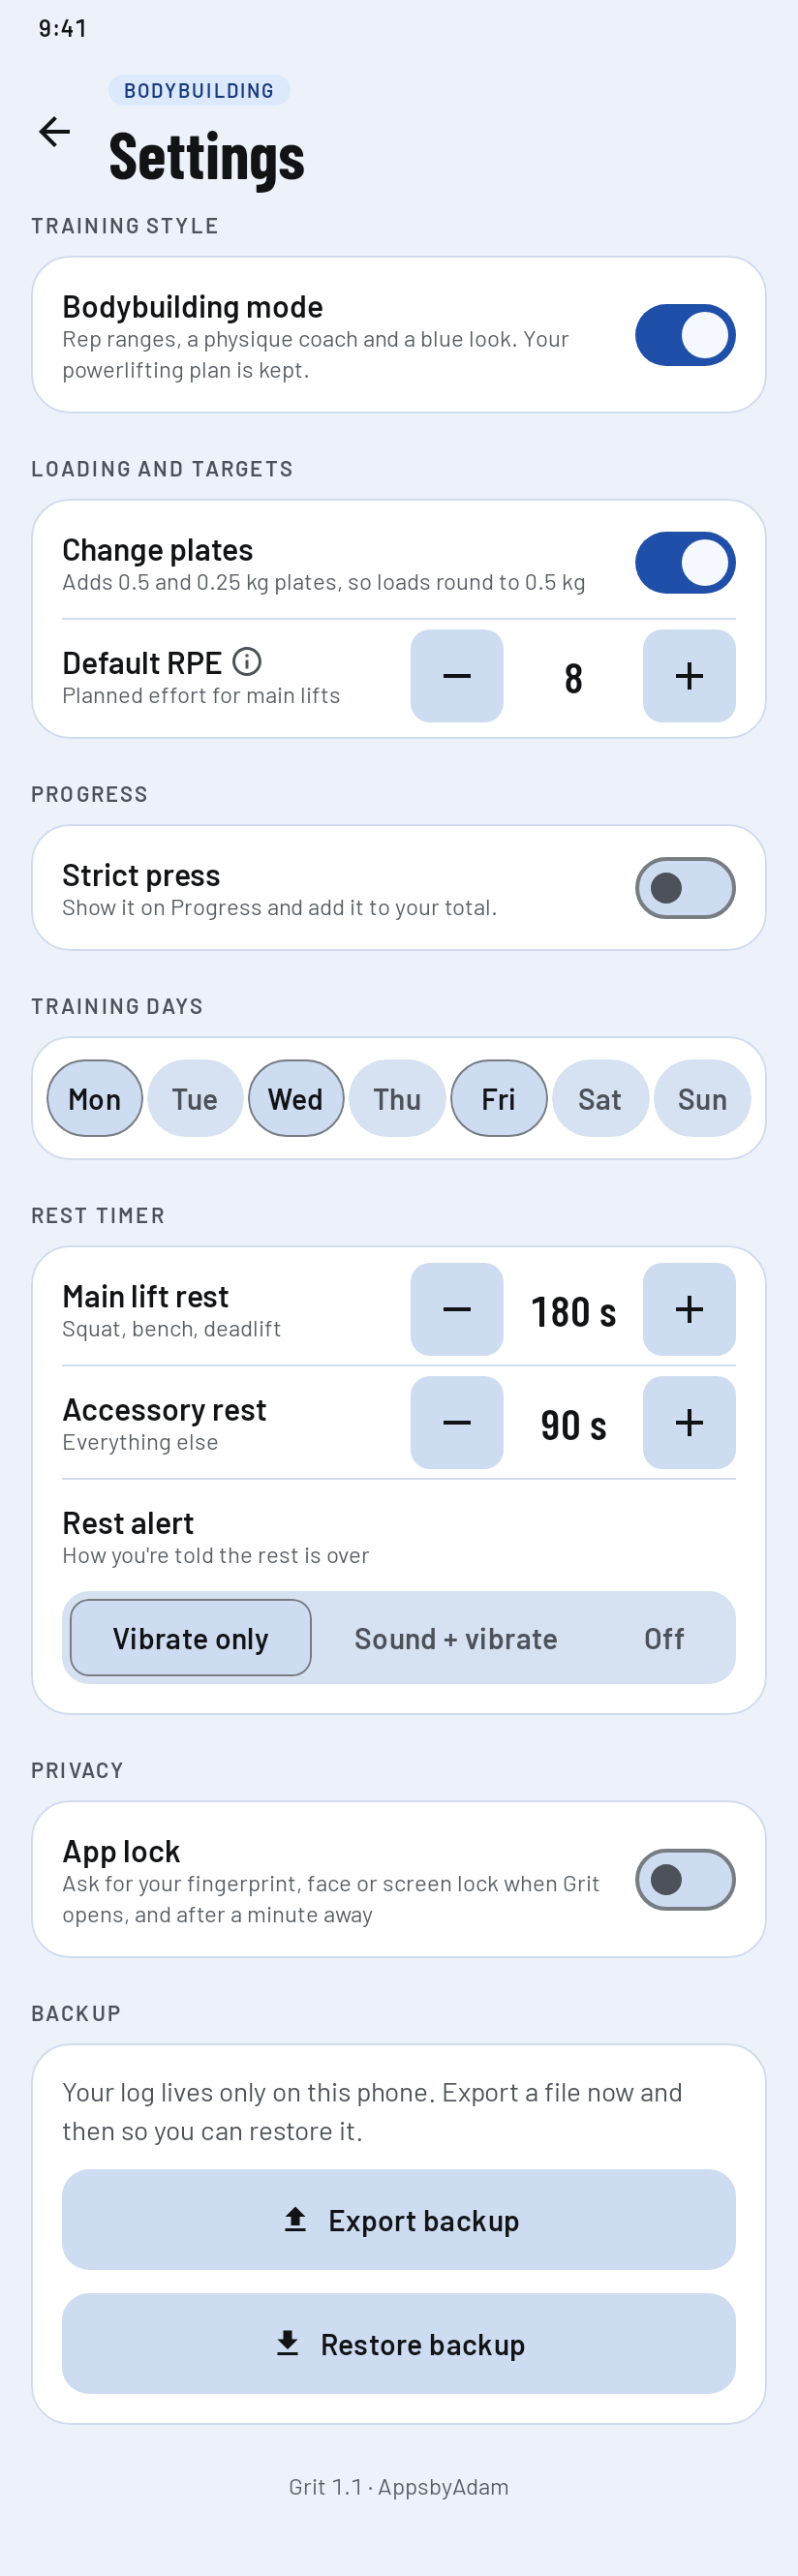 9:41
BODYBUILDING
Settings
TRAINING STYLE
Bodybuilding mode
Rep ranges, a physique coach and a blue look. Your
powerlifting plan is kept.
LOADING AND TARGETS
Change plates
Adds 0.5 and 0.25 kg plates, so loads round to 0.5 kg
Default RPE
Planned effort for main lifts
8
PROGRESS
Strict press
Show it on Progress and add it to your total.
TRAINING DAYS
Mon Tue Wed Thu Fri Sat Sun
REST TIMER
Main lift rest
Squat, bench, deadlift
180 s
Accessory rest
Everything else
90 s
Rest alert
How you're told the rest is over
Vibrate only Sound + vibrate Off
PRIVACY
App lock
Ask for your fingerprint, face or screen lock when Grit
opens, and after a minute away
BACKUP
Your log lives only on this phone. Export a file now and
then so you can restore it.
Export backup
Restore backup
Grit 1.1 · AppsbyAdam